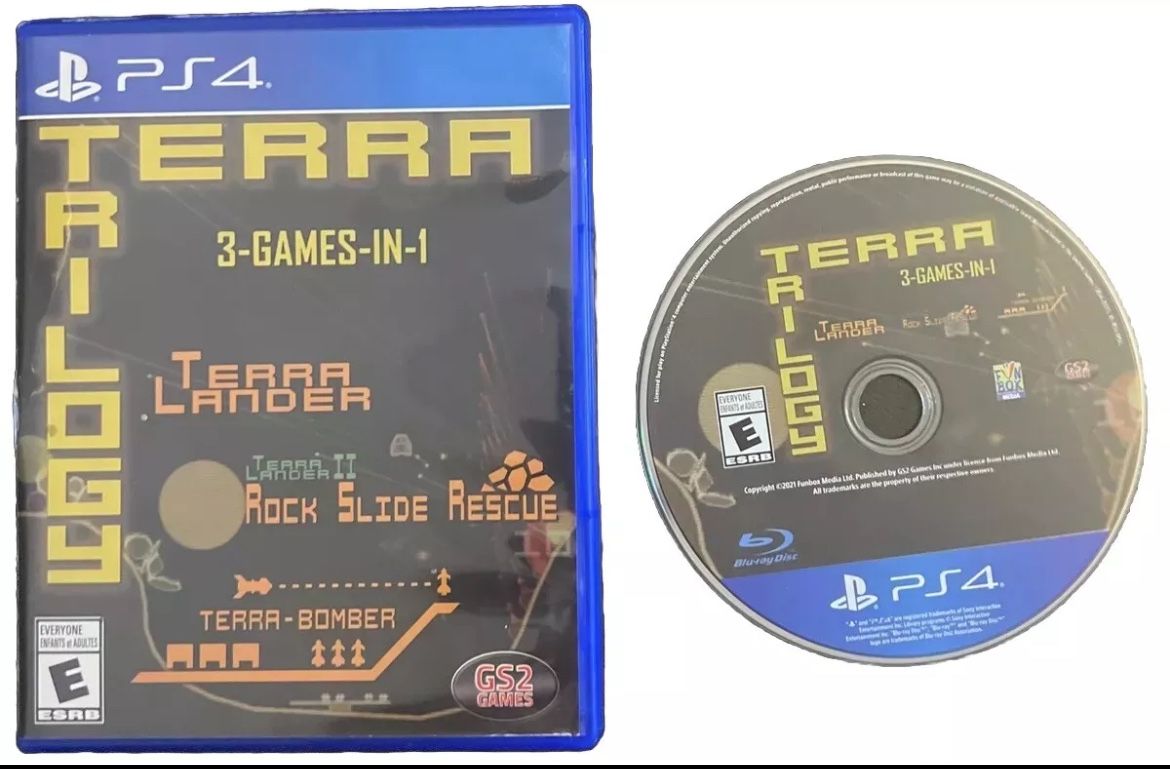 PS4
TERRA
TRILOGY
3-GAMES-IN-1
TERRA
LANDER
TERRA
LANDER II
ROCK SLIDE RESCUE
TERRA-BOMBER
EVERYONE
ENFANTS et ADULTES
E
ESRB
GS2
GAMES
TERRA
TRILOGY
3-GAMES-IN-1
TERRA
LANDER
ROCK SLIDE RESCUE
FUN
BOX
MEDIA
GS2
EVERYONE
ENFANTS et ADULTES
E
ESRB
Copyright ©2021 Funbox Media Ltd. Published by GS2 Games Inc under licence from Funbox Media Ltd.
All trademarks are the property of their respective owners.
Blu-ray Disc
PS4